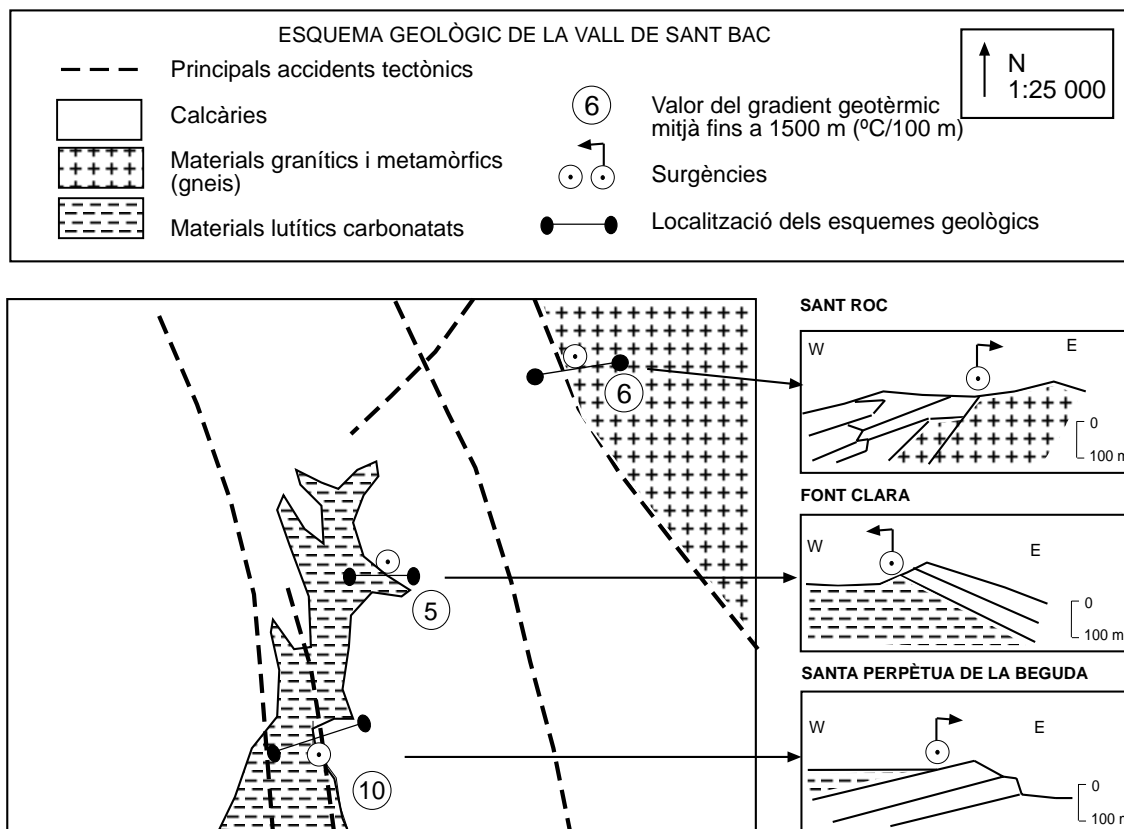 ESQUEMA GEOLÒGIC DE LA VALL DE SANT BAC
Principals accidents tectònics
Calcàries
Materials granítics i metamòrfics
(gneis)
Materials lutítics carbonatats
6
Valor del gradient geotèrmic
mitjà fins a 1500 m (ºC/100 m)
Surgències
Localització dels esquemes geològics
N
1:25 000
6
5
10
SANT ROC
W
E
0
100 m
FONT CLARA
W
E
0
100 m
SANTA PERPÈTUA DE LA BEGUDA
W
E
0
100 m